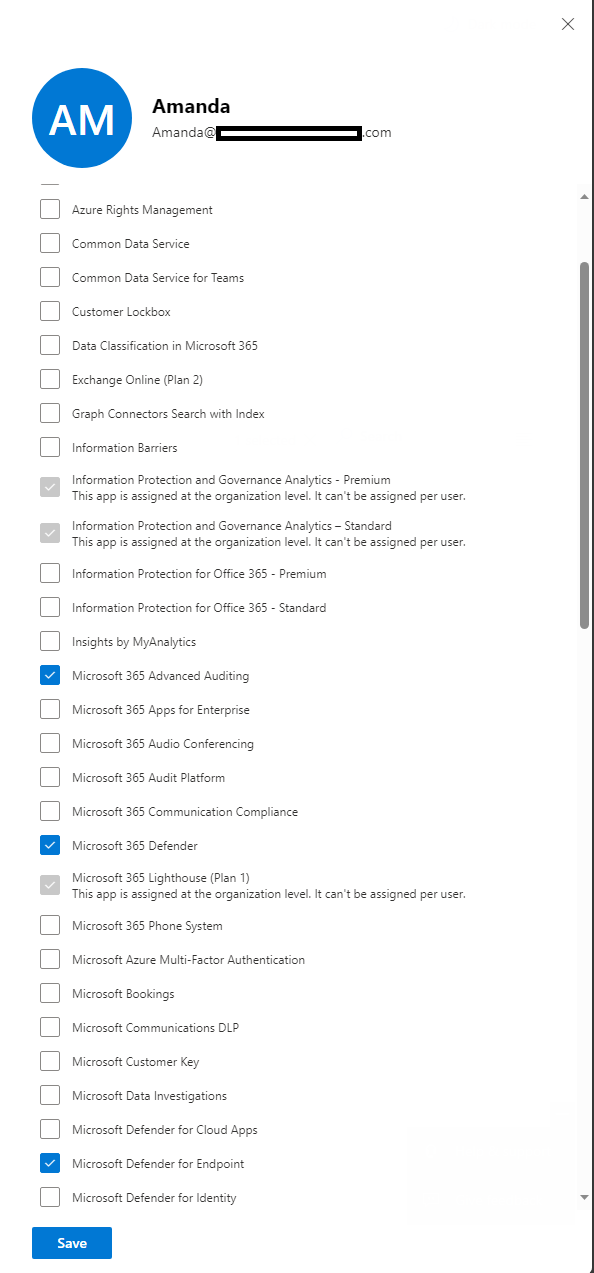 AM
Amanda
Amanda@ .com
Azure Rights Management
Common Data Service
Common Data Service for Teams
Customer Lockbox
Data Classification in Microsoft 365
Exchange Online (Plan 2)
Graph Connectors Search with Index
Information Barriers
Information Protection and Governance Analytics - Premium
This app is assigned at the organization level. It can't be assigned per user.
Information Protection and Governance Analytics – Standard
This app is assigned at the organization level. It can't be assigned per user.
Information Protection for Office 365 - Premium
Information Protection for Office 365 - Standard
Insights by MyAnalytics
Microsoft 365 Advanced Auditing
Microsoft 365 Apps for Enterprise
Microsoft 365 Audio Conferencing
Microsoft 365 Audit Platform
Microsoft 365 Communication Compliance
Microsoft 365 Defender
Microsoft 365 Lighthouse (Plan 1)
This app is assigned at the organization level. It can't be assigned per user.
Microsoft 365 Phone System
Microsoft Azure Multi-Factor Authentication
Microsoft Bookings
Microsoft Communications DLP
Microsoft Customer Key
Microsoft Data Investigations
Microsoft Defender for Cloud Apps
Microsoft Defender for Endpoint
Microsoft Defender for Identity
Save